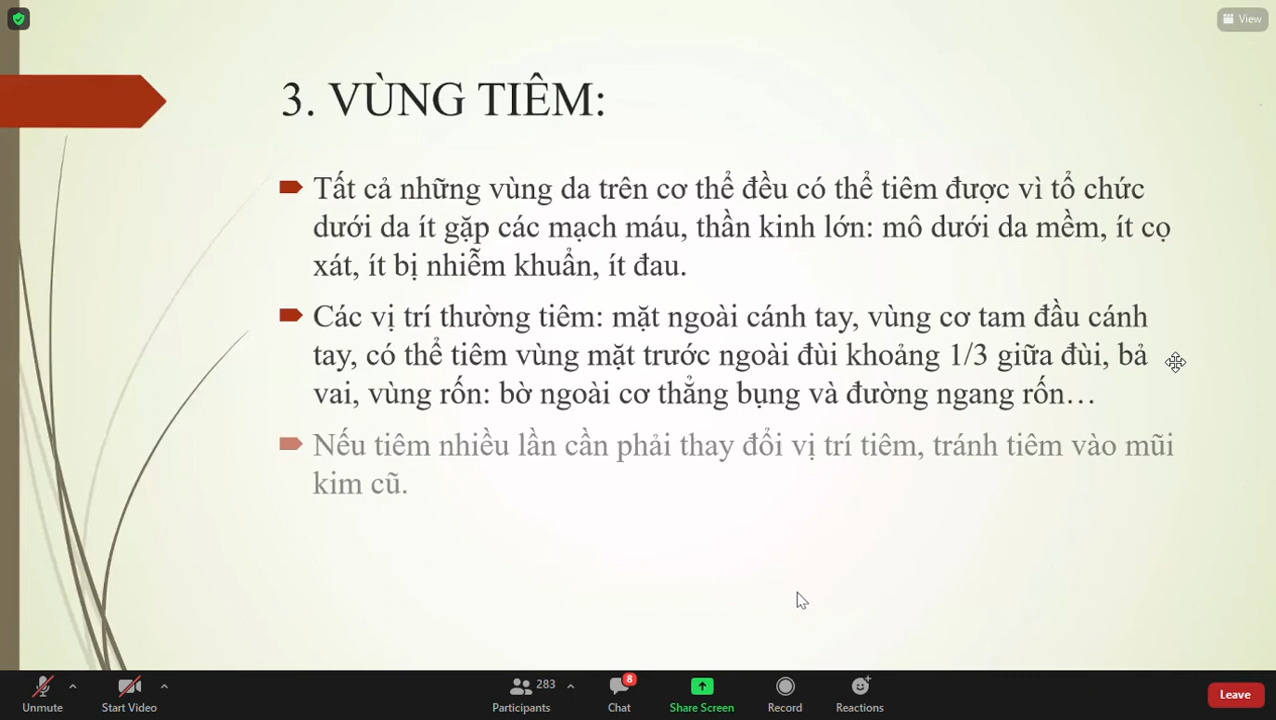 View
3. VÙNG TIÊM:
Tất cả những vùng da trên cơ thể đều có thể tiêm được vì tổ chức
dưới da ít gặp các mạch máu, thần kinh lớn: mô dưới da mềm, ít cọ
xát, ít bị nhiễm khuẩn, ít đau.
Các vị trí thường tiêm: mặt ngoài cánh tay, vùng cơ tam đầu cánh
tay, có thể tiêm vùng mặt trước ngoài đùi khoảng 1/3 giữa đùi, bả
vai, vùng rốn: bờ ngoài cơ thẳng bụng và đường ngang rốn…
Nếu tiêm nhiều lần cần phải thay đổi vị trí tiêm, tránh tiêm vào mũi
kim cũ.
283
8
Unmute
Start Video
Participants
Chat
Share Screen
Record
Reactions
Leave